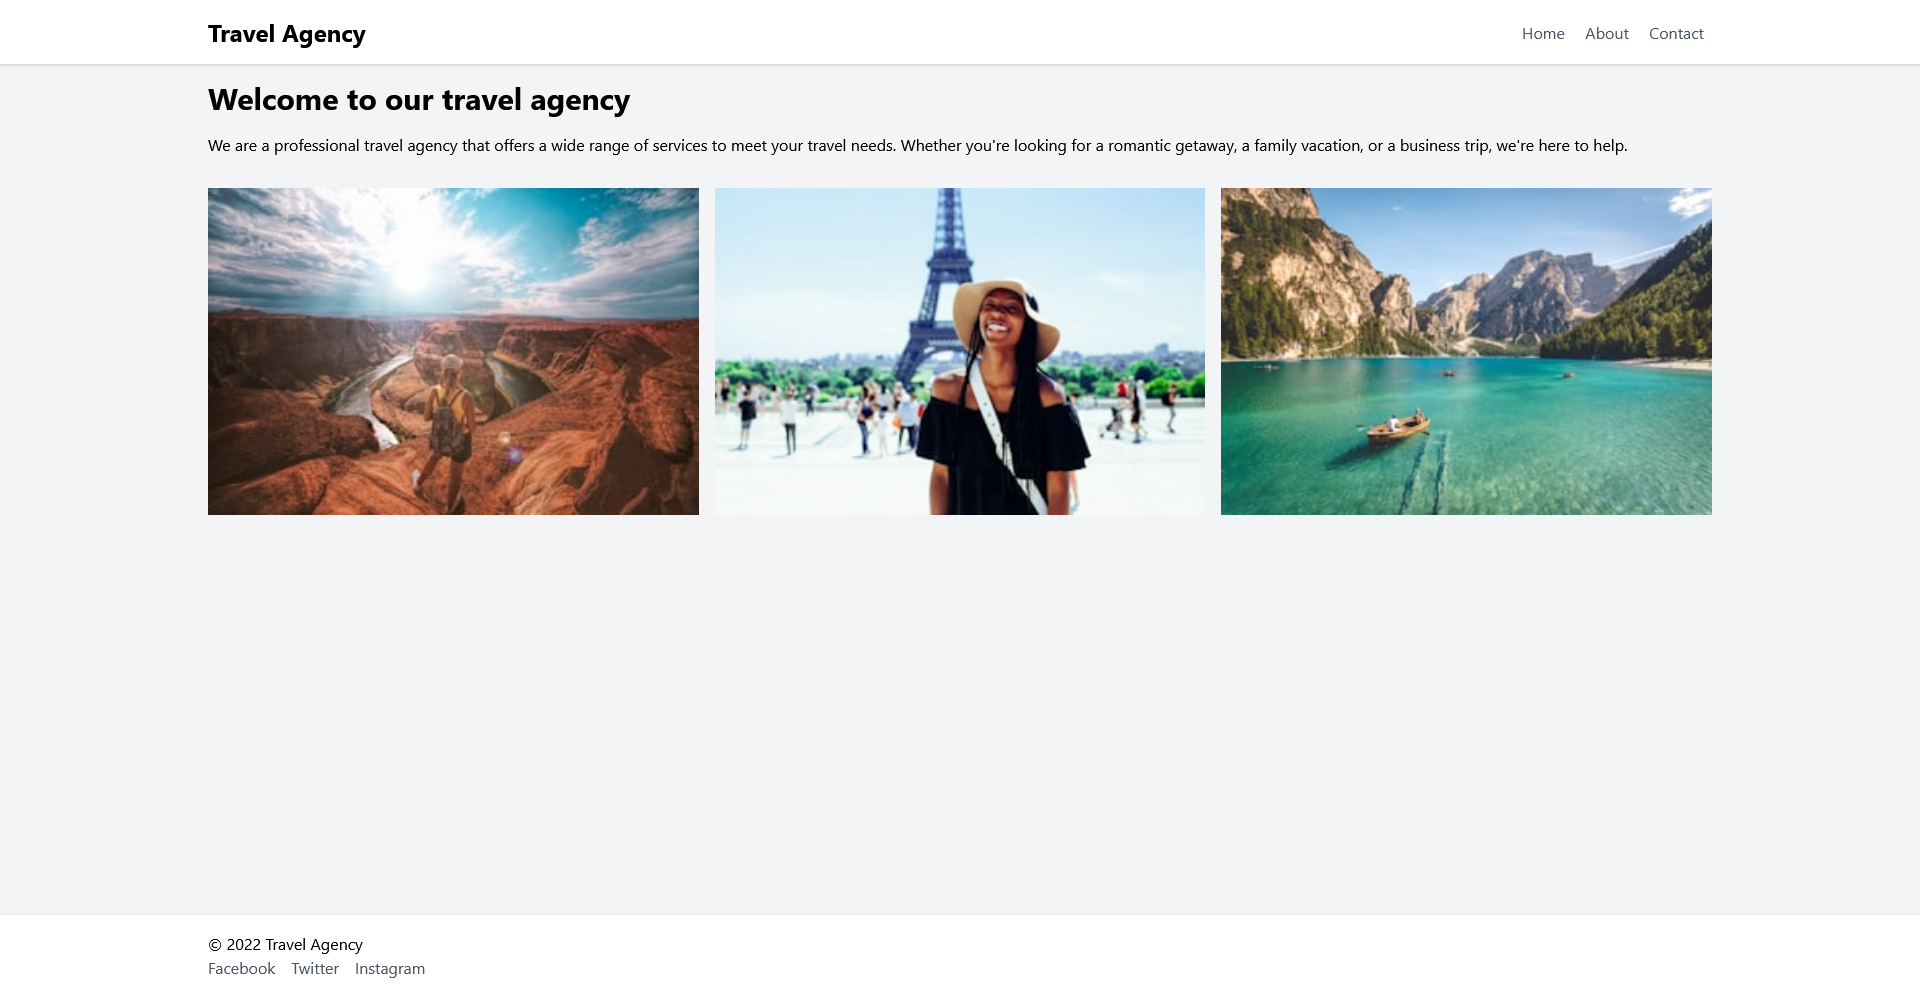 Travel Agency
Home About Contact
Welcome to our travel agency
We are a professional travel agency that offers a wide range of services to meet your travel needs. Whether you're looking for a romantic getaway, a family vacation, or a business trip, we're here to help.
© 2022 Travel Agency
Facebook Twitter Instagram